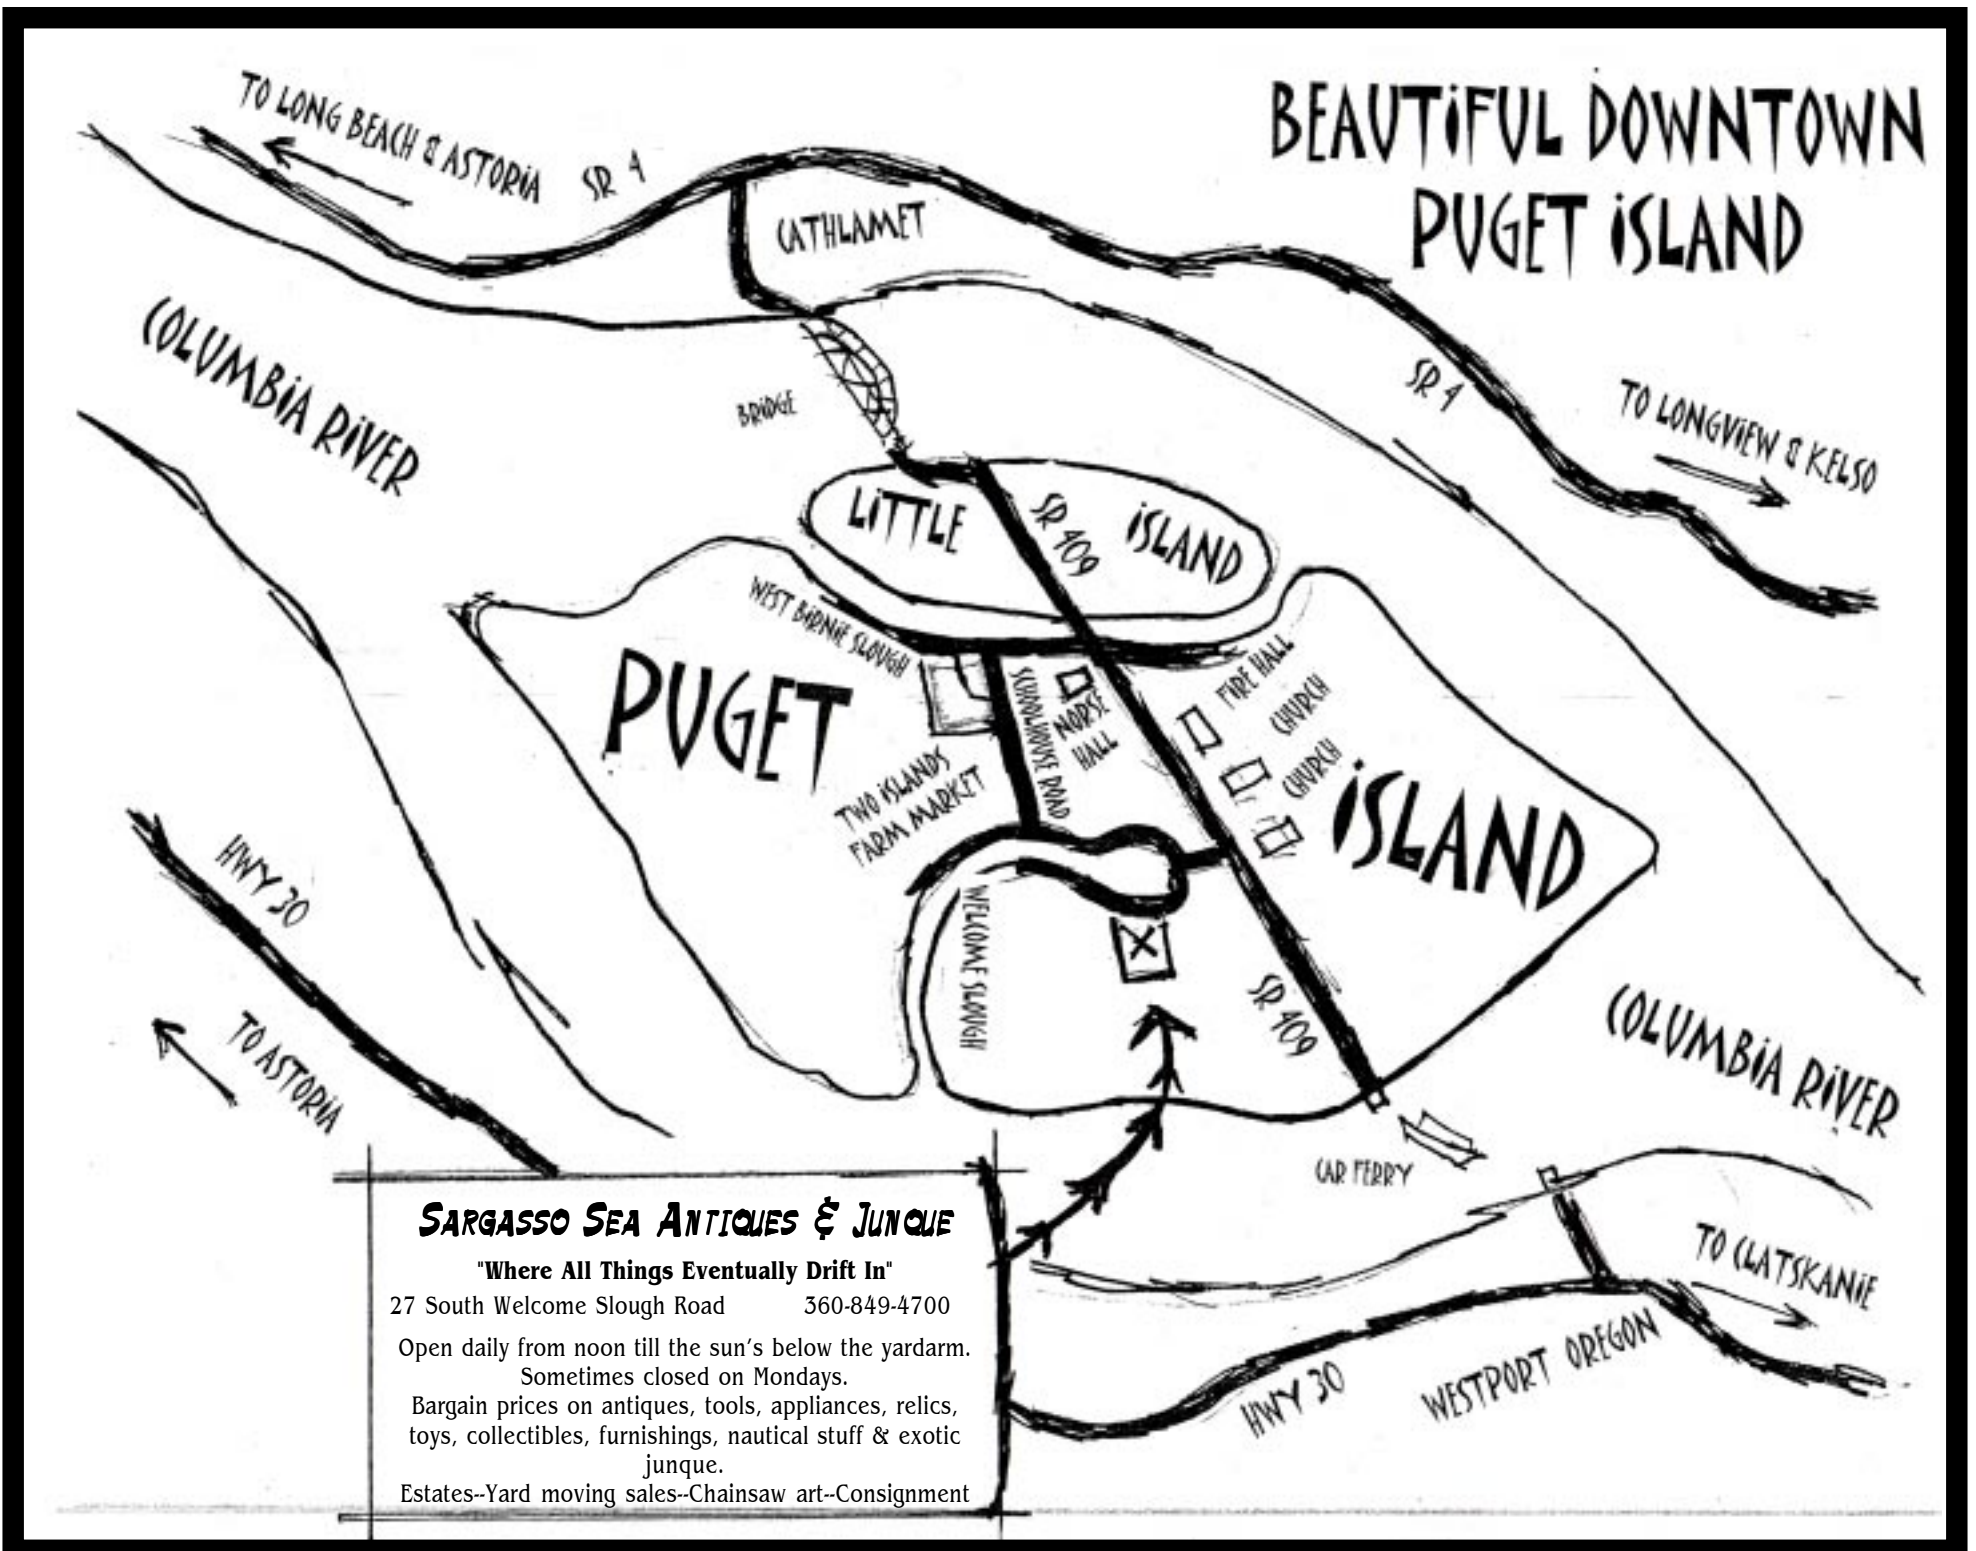 BEAUTiFUL DOWNTOWN
PUGET iSLAND
TO LONG BEACH & ASTORiA
SR 4
CATHLAMET
COLUMBiA RiVER
BRiDGE
SR 4
TO LONGViEW & KELSO
LiTTLE iSLAND
SR 409
WEST BiRNiE SLOUGH
PUGET iSLAND
SCHOOLHOUSE ROAD
NORSE
HALL
FiRE HALL
CHURCH
CHURCH
TWO iSLANDS
FARM MARKET
HWY 30
WELCOME SLOUGH
X
SR 409
TO ASTORiA
COLUMBiA RiVER
CAR FERRY
TO CLATSKANiE
HWY 30
WESTPORT OREGON
SARGASSO SEA ANTIQUES & JUNQUE
"Where All Things Eventually Drift In"
27 South Welcome Slough Road 360-849-4700
Open daily from noon till the sun's below the yardarm.
Sometimes closed on Mondays.
Bargain prices on antiques, tools, appliances, relics,
toys, collectibles, furnishings, nautical stuff & exotic
junque.
Estates--Yard moving sales--Chainsaw art--Consignment